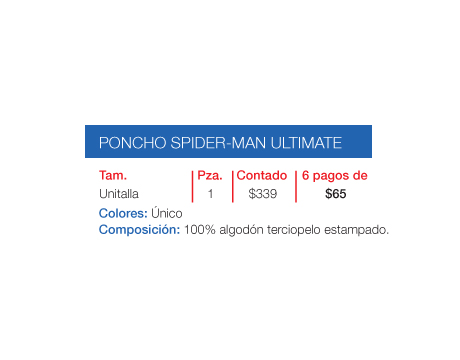 PONCHO SPIDER-MAN ULTIMATE
Tam. Pza. Contado 6 pagos de
Unitalla 1 $339 $65
Colores: Único
Composición: 100% algodón terciopelo estampado.